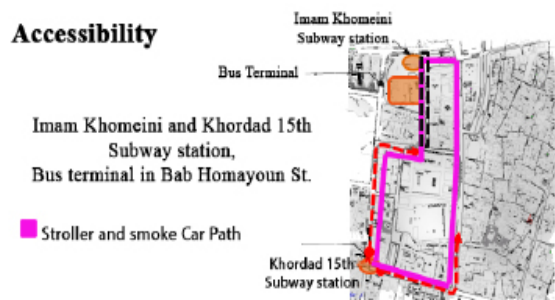 Accessibility
Imam Khomeini
Subway station
Bus Terminal
Imam Khomeini and Khordad 15th
Subway station,
Bus terminal in Bab Homayoun St.
Stroller and smoke Car Path
Khordad 15th
Subway station